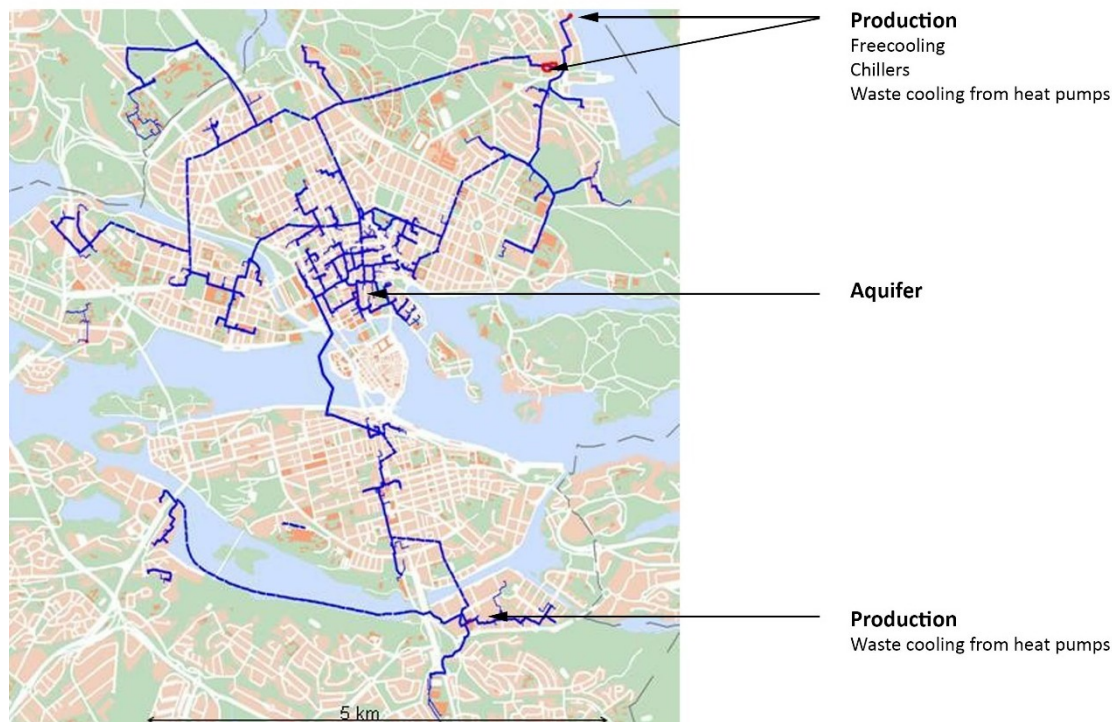 Production
Freecooling
Chillers
Waste cooling from heat pumps
Aquifer
Production
Waste cooling from heat pumps
5 km